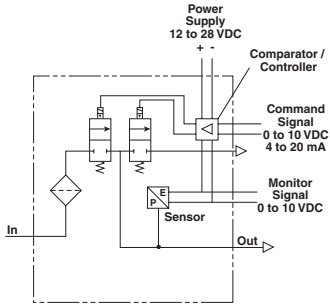 Power
Supply
12 to 28 VDC
+ -
Comparator /
Controller
Command
Signal
0 to 10 VDC
4 to 20 mA
Monitor
Signal
0 to 10 VDC
E
P
Sensor
In
Out